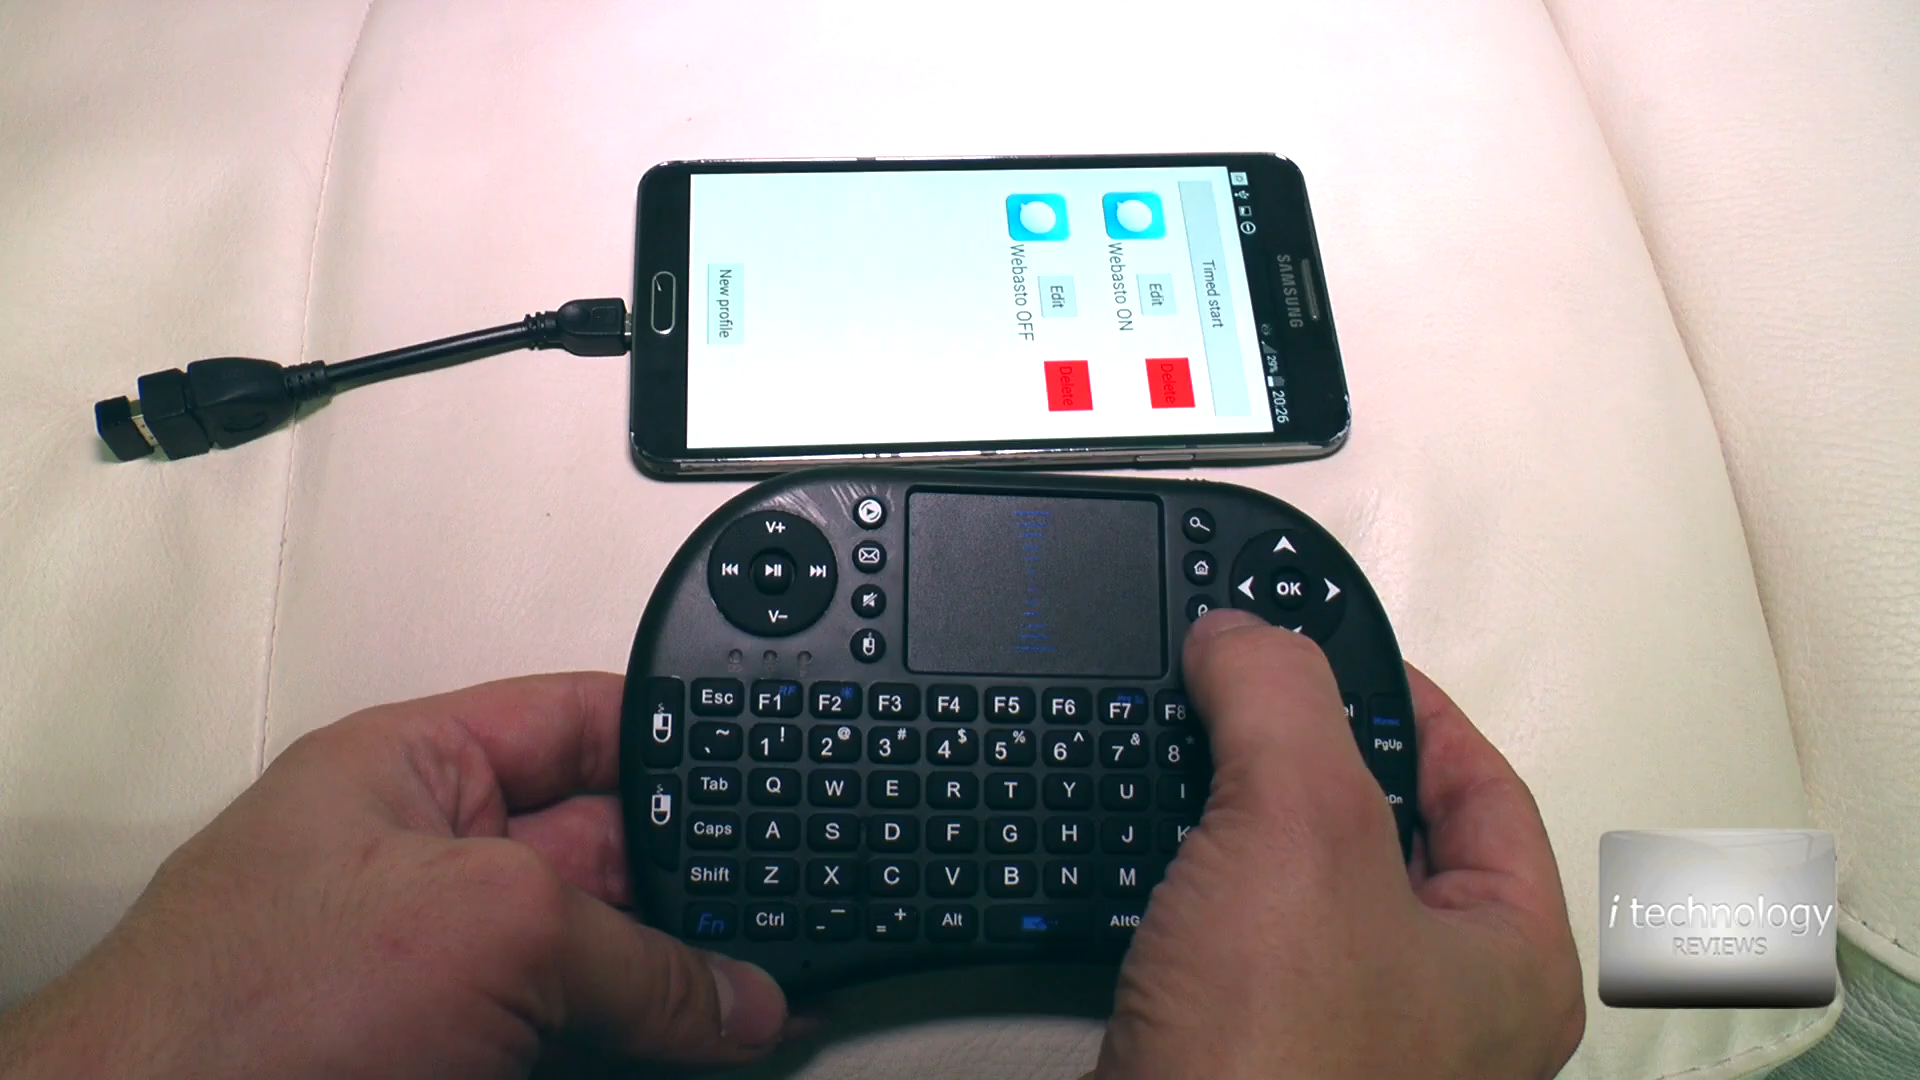 SAMSUNG
29% 20:26
Timed start
Webasto ON
Edit
Delete
Webasto OFF
Edit
Delete
New profile
V+
V-
OK
Esc F1 RF F2 F3 F4 F5 F6 F7 F8
` ~ 1 ! 2 @ 3 # 4 $ 5 % 6 ^ 7 & 8 * PgUp
Tab Q W E R T Y U I
Caps A S D F G H J K
Shift Z X C V B N M
Fn Ctrl - — = + Alt
i technology
REVIEWS